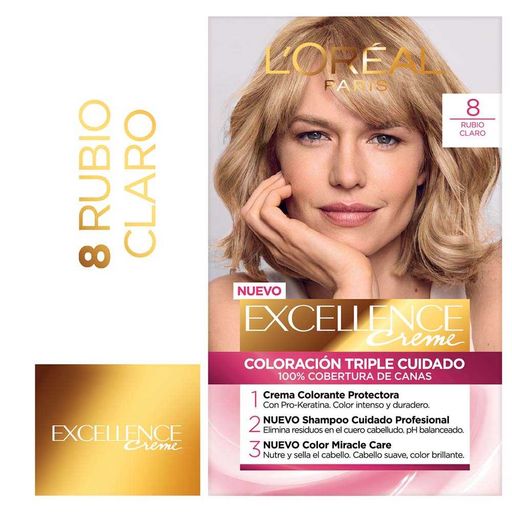 8 RUBIO
CLARO
EXCELLENCE
Creme
L'ORÉAL
PARIS
8
RUBIO
CLARO
NUEVO
EXCELLENCE
Creme
COLORACIÓN TRIPLE CUIDADO
100% COBERTURA DE CANAS
1 Crema Colorante Protectora
Con Pro-Keratina. Color intenso y duradero.
2 NUEVO Shampoo Cuidado Profesional
Elimina residuos en el cuero cabelludo. pH balanceado.
3 NUEVO Color Miracle Care
Nutre y sella el cabello. Cabello suave, color brillante.